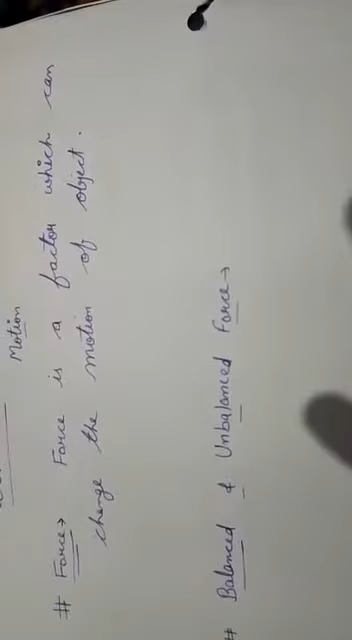 Motion
# Force → Force is a factor which can
change the motion of object.
# Balanced & Unbalanced Force →